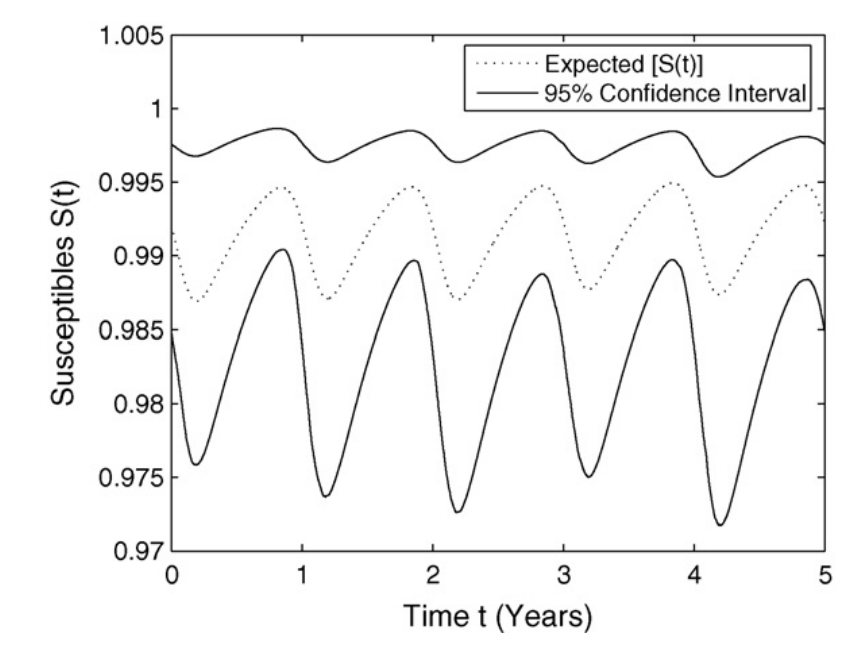 1.005
Expected [S(t)]
95% Confidence Interval
1
0.995
0.99
0.985
0.98
0.975
0.97
Susceptibles S(t)
0 1 2 3 4 5
Time t (Years)